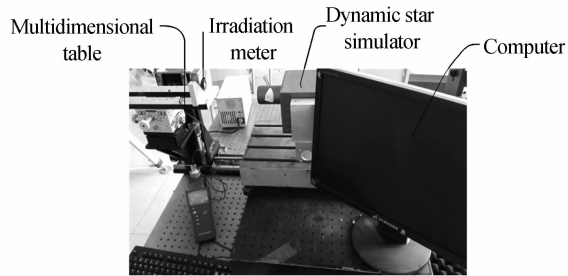 Multidimensional
table
Irradiation
meter
Dynamic star
simulator
Computer